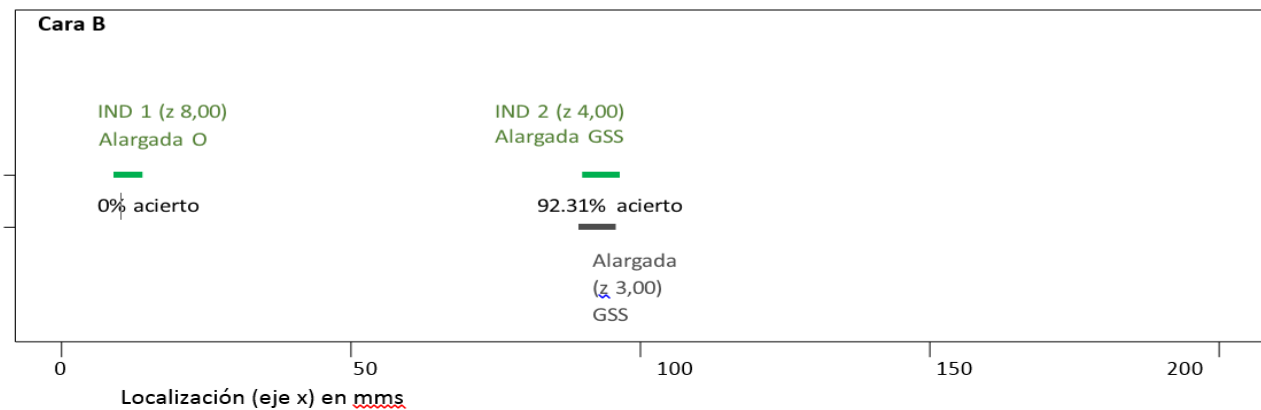 Cara B
IND 1 (z 8,00)
Alargada O
IND 2 (z 4,00)
Alargada GSS
0% acierto
92.31% acierto
Alargada
(z 3,00)
GSS
0
50
100
150
200
Localización (eje x) en mms